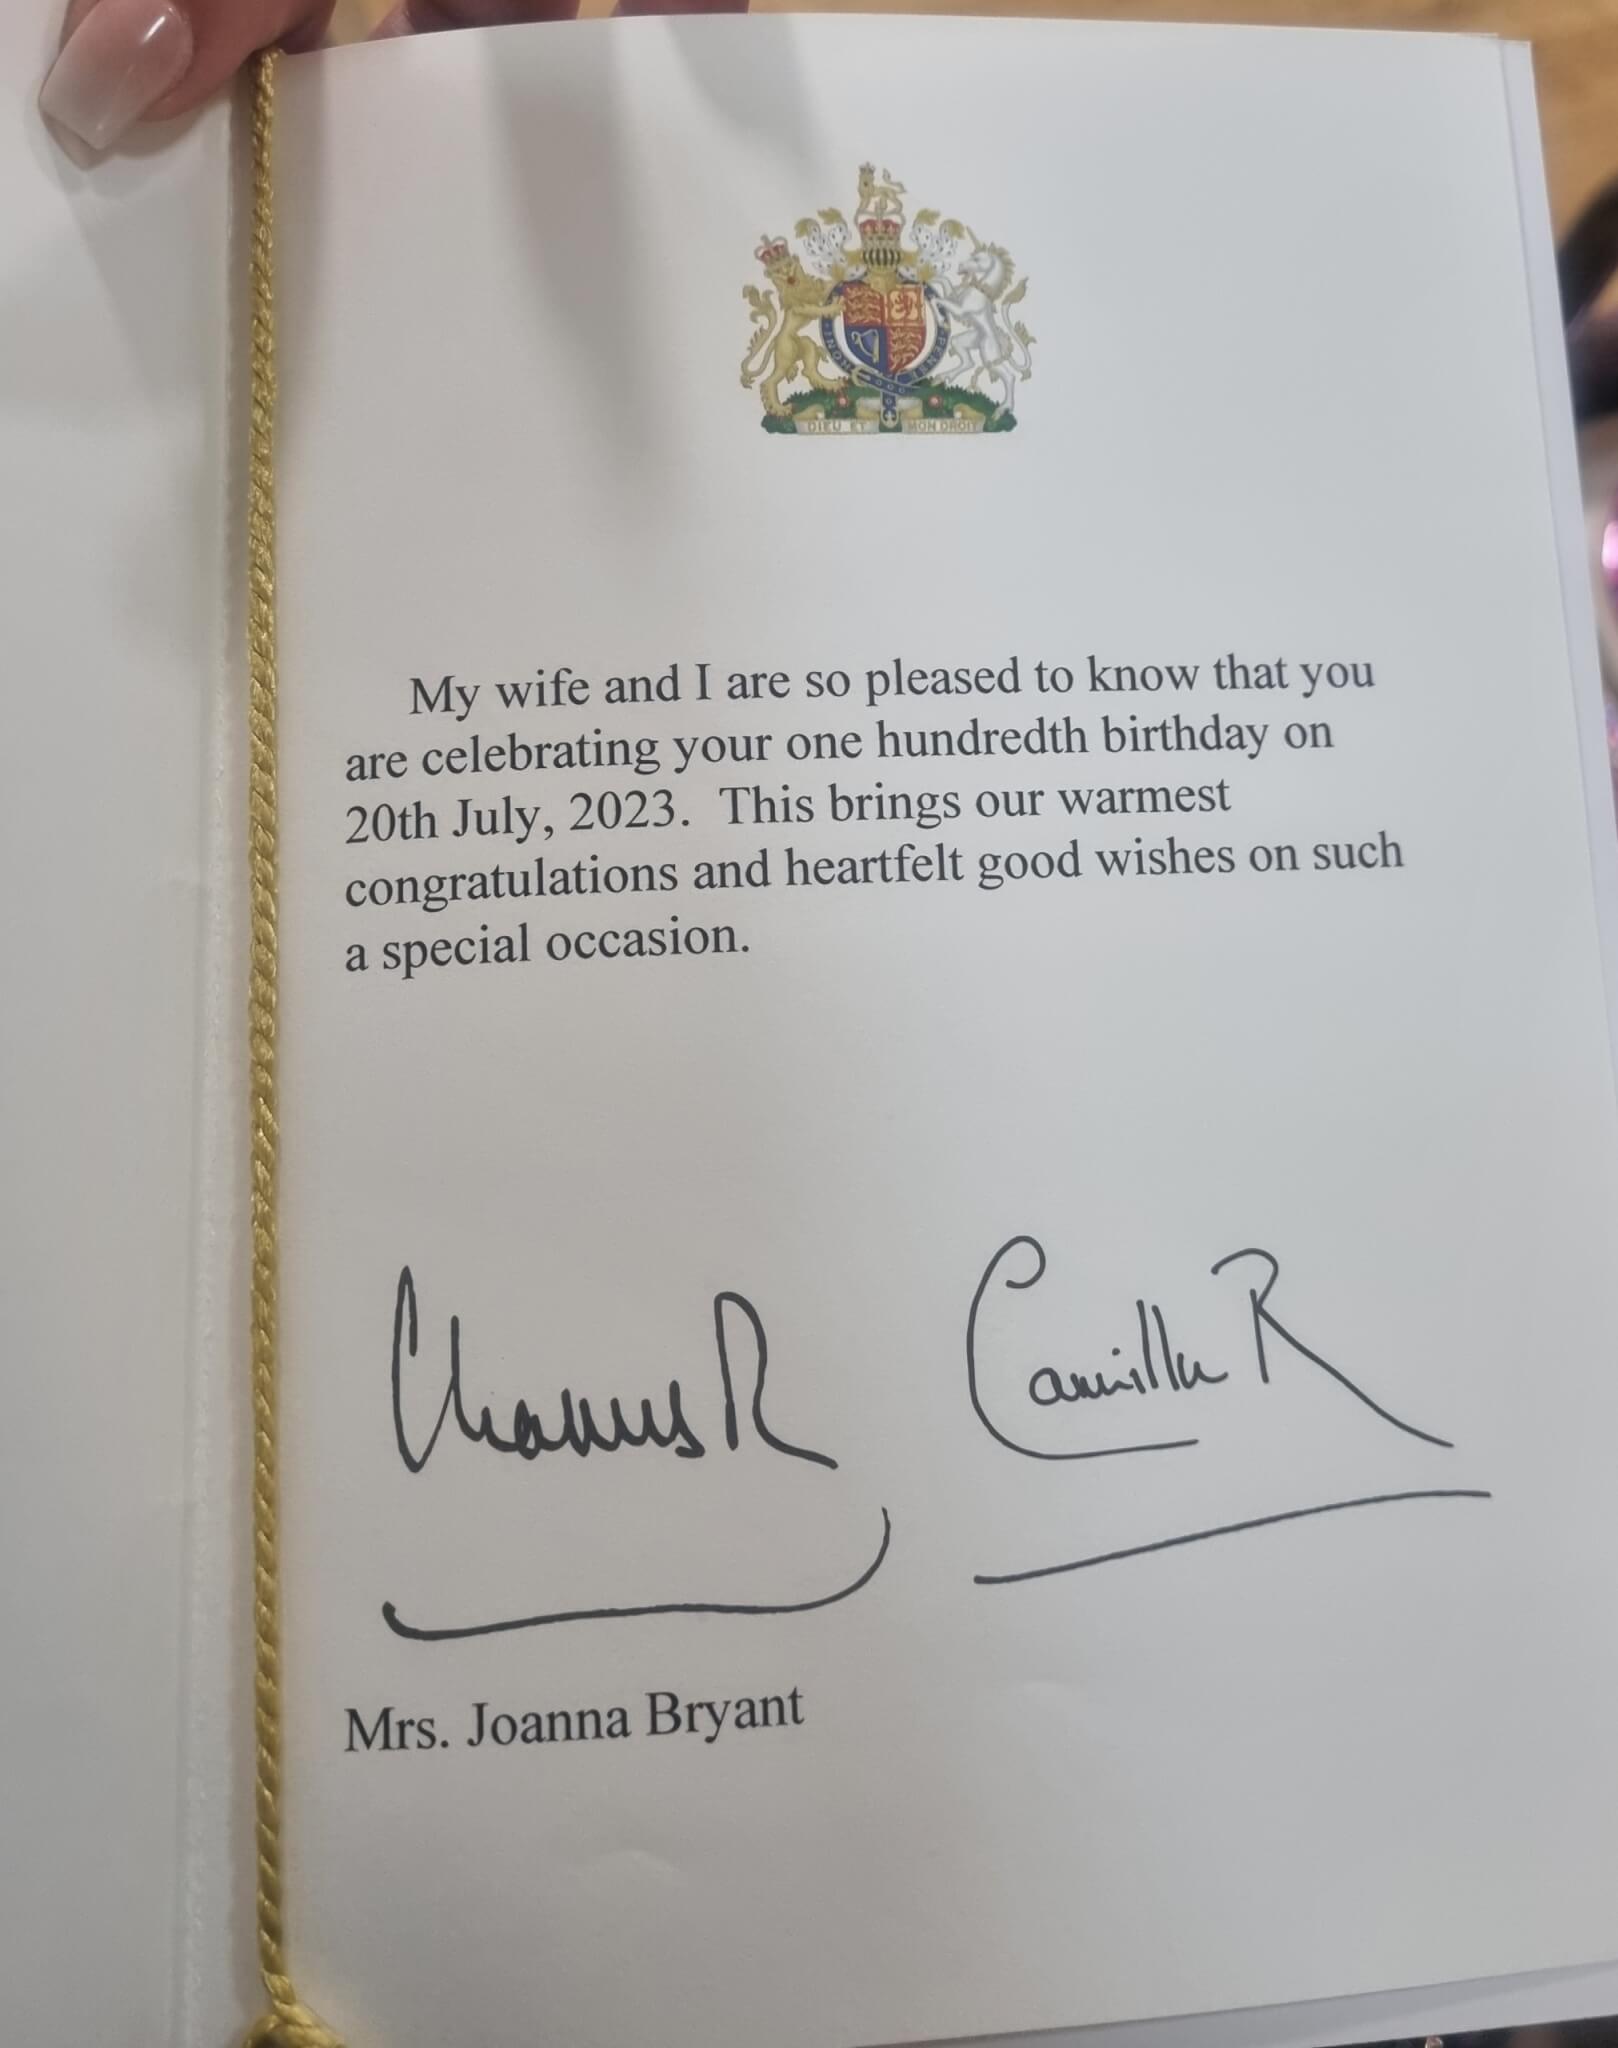 HONI
PENSE
DIEU ET MON DROIT
My wife and I are so pleased to know that you
are celebrating your one hundredth birthday on
20th July, 2023. This brings our warmest
congratulations and heartfelt good wishes on such
a special occasion.
Charles R Camilla R
Mrs. Joanna Bryant